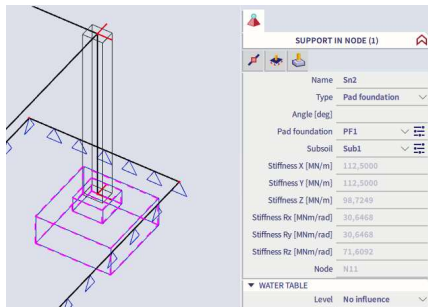 SUPPORT IN NODE (1)
Name Sn2
Type Pad foundation
Angle [deg]
Pad foundation PF1
Subsoil Sub1
Stiffness X [MN/m] 112,5000
Stiffness Y [MN/m] 112,5000
Stiffness Z [MN/m] 98,7249
Stiffness Rx [MNm/rad] 30,6468
Stiffness Ry [MNm/rad] 30,6468
Stiffness Rz [MNm/rad] 71,6092
Node N11
WATER TABLE
Level No influence